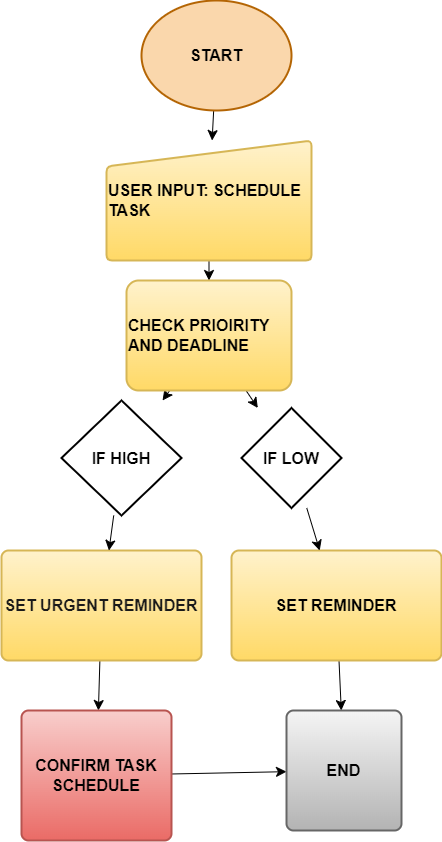 START
USER INPUT: SCHEDULE
TASK
CHECK PRIOIRITY
AND DEADLINE
IF HIGH
IF LOW
SET URGENT REMINDER
SET REMINDER
CONFIRM TASK
SCHEDULE
END